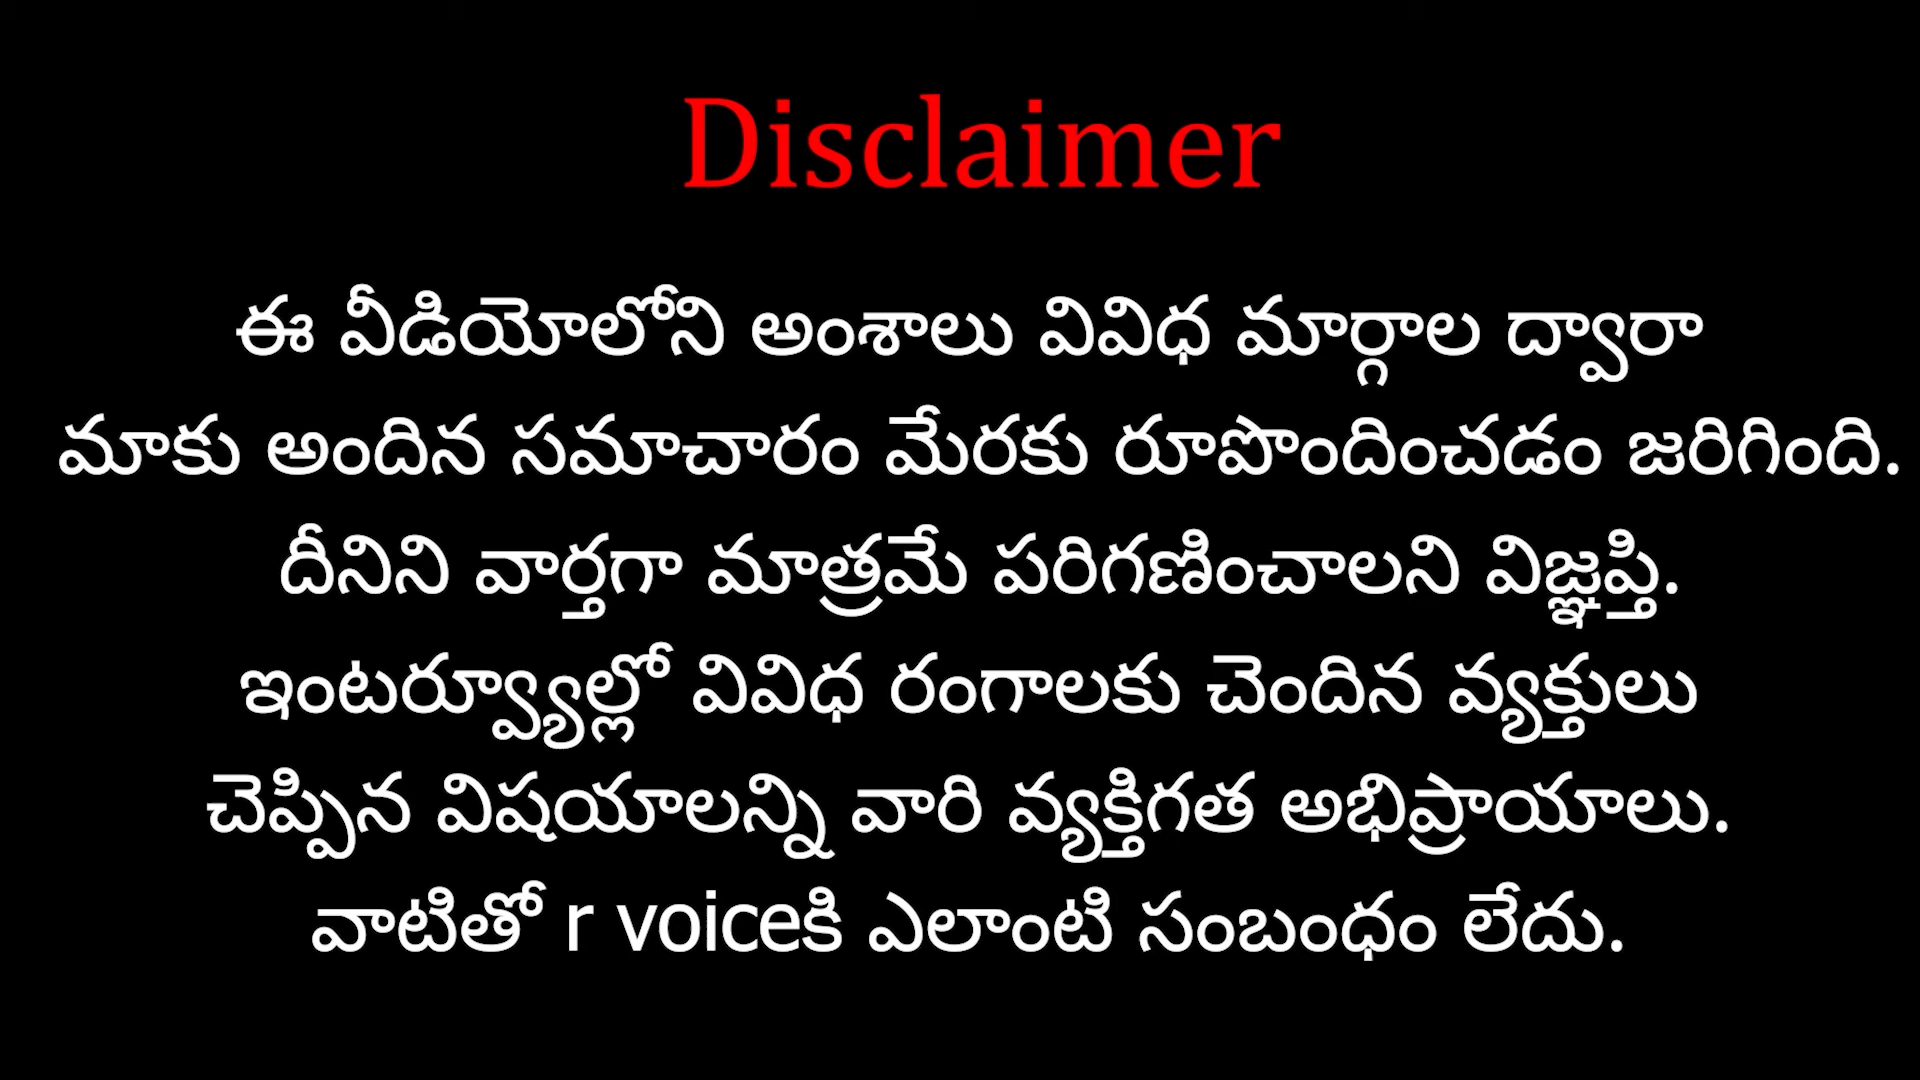 Disclaimer
ఈ వీడియోలోని అంశాలు వివిధ మార్గాల ద్వారా
మాకు అందిన సమాచారం మేరకు రూపొందించడం జరిగింది.
దీనిని వార్తగా మాత్రమే పరిగణించాలని విజ్ఞప్తి.
ఇంటర్వ్యూల్లో వివిధ రంగాలకు చెందిన వ్యక్తులు
చెప్పిన విషయాలన్ని వారి వ్యక్తిగత అభిప్రాయాలు.
వాటితో r voiceకి ఎలాంటి సంబంధం లేదు.